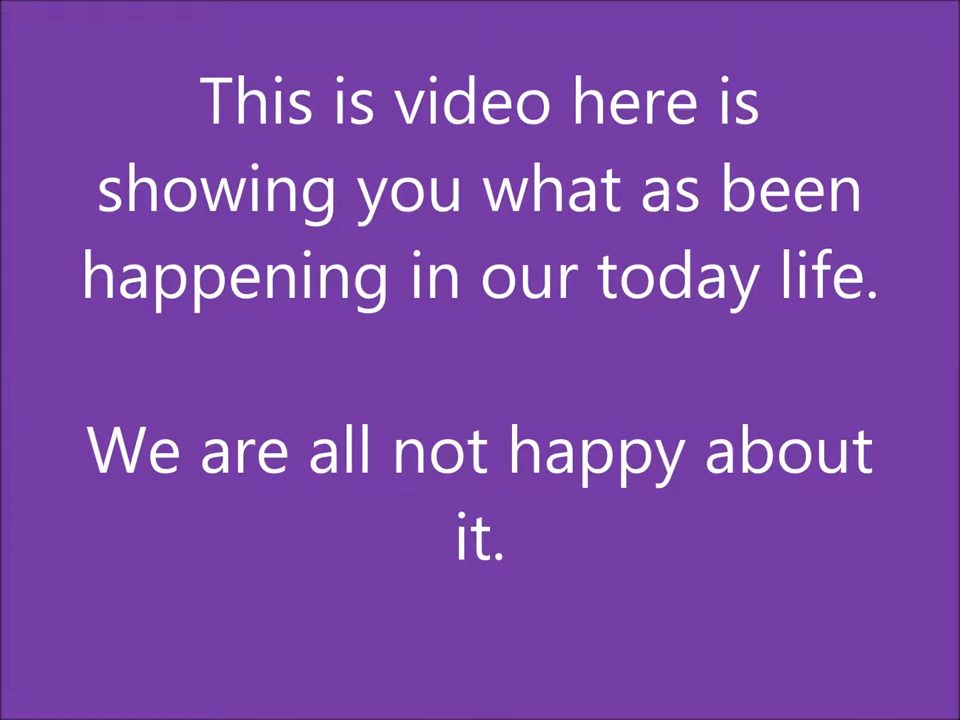 This is video here is
showing you what as been
happening in our today life.
We are all not happy about
it.